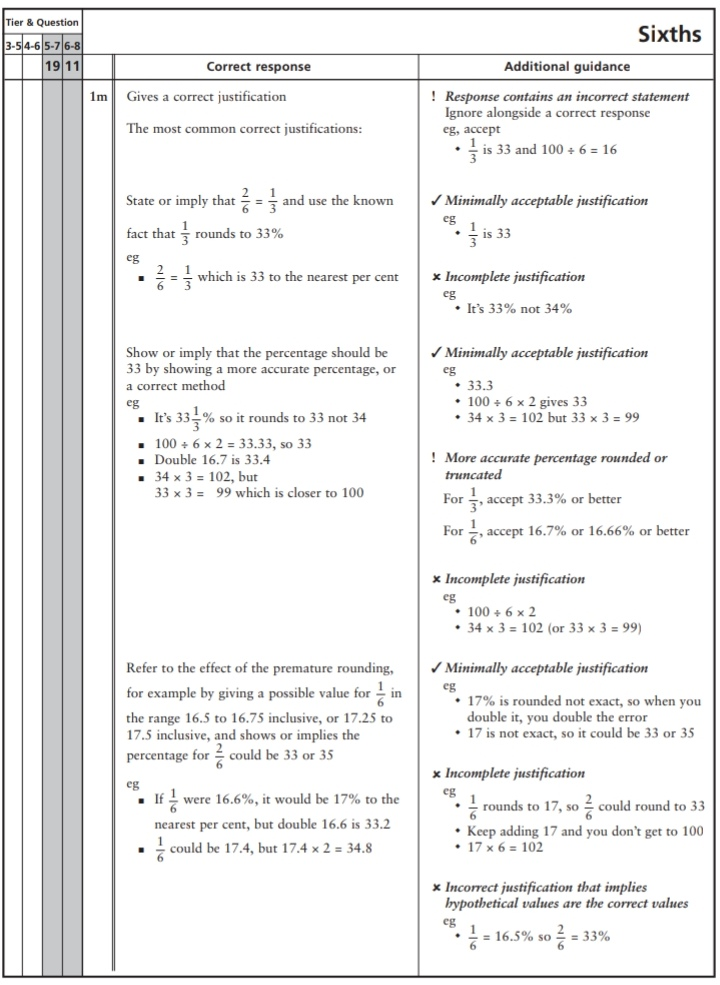 Tier & Question
Sixths
3-5 4-6 5-7 6-8
19 11
Correct response
Additional guidance
1m
Gives a correct justification
The most common correct justifications:
! Response contains an incorrect statement
Ignore alongside a correct response
eg, accept
• 1/3 is 33 and 100 ÷ 6 = 16
State or imply that 2/6 = 1/3 and use the known
fact that 1/3 rounds to 33%
eg
■ 2/6 = 1/3 which is 33 to the nearest per cent
✓ Minimally acceptable justification
eg
• 1/3 is 33
× Incomplete justification
eg
• It's 33% not 34%
Show or imply that the percentage should be
33 by showing a more accurate percentage, or
a correct method
eg
■ It's 33 1/3 % so it rounds to 33 not 34
■ 100 ÷ 6 × 2 = 33.33, so 33
■ Double 16.7 is 33.4
■ 34 × 3 = 102, but
33 × 3 = 99 which is closer to 100
✓ Minimally acceptable justification
eg
• 33.3
• 100 ÷ 6 × 2 gives 33
• 34 × 3 = 102 but 33 × 3 = 99
! More accurate percentage rounded or
truncated
For 1/3, accept 33.3% or better
For 1/6, accept 16.7% or 16.66% or better
× Incomplete justification
eg
• 100 ÷ 6 × 2
• 34 × 3 = 102 (or 33 × 3 = 99)
Refer to the effect of the premature rounding,
for example by giving a possible value for 1/6 in
the range 16.5 to 16.75 inclusive, or 17.25 to
17.5 inclusive, and shows or implies the
percentage for 2/6 could be 33 or 35
eg
■ If 1/6 were 16.6%, it would be 17% to the
nearest per cent, but double 16.6 is 33.2
■ 1/6 could be 17.4, but 17.4 × 2 = 34.8
✓ Minimally acceptable justification
eg
• 17% is rounded not exact, so when you
double it, you double the error
• 17 is not exact, so it could be 33 or 35
× Incomplete justification
eg
• 1/6 rounds to 17, so 2/6 could round to 33
• Keep adding 17 and you don't get to 100
• 17 × 6 = 102
× Incorrect justification that implies
hypothetical values are the correct values
eg
• 1/6 = 16.5% so 2/6 = 33%